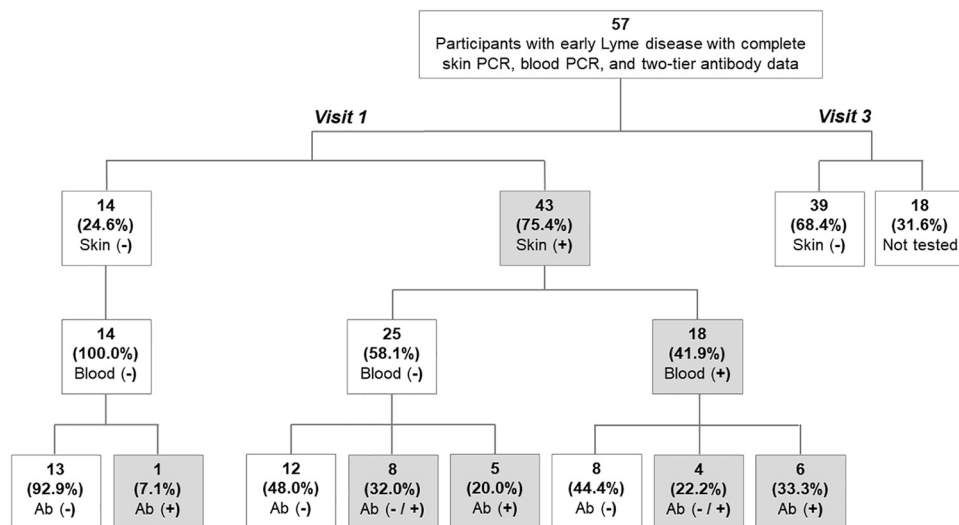 57
Participants with early Lyme disease with complete
skin PCR, blood PCR, and two-tier antibody data
Visit 1
Visit 3
14
(24.6%)
Skin (-)
43
(75.4%)
Skin (+)
39
(68.4%)
Skin (-)
18
(31.6%)
Not tested
14
(100.0%)
Blood (-)
25
(58.1%)
Blood (-)
18
(41.9%)
Blood (+)
13
(92.9%)
Ab (-)
1
(7.1%)
Ab (+)
12
(48.0%)
Ab (-)
8
(32.0%)
Ab (- / +)
5
(20.0%)
Ab (+)
8
(44.4%)
Ab (-)
4
(22.2%)
Ab (- / +)
6
(33.3%)
Ab (+)